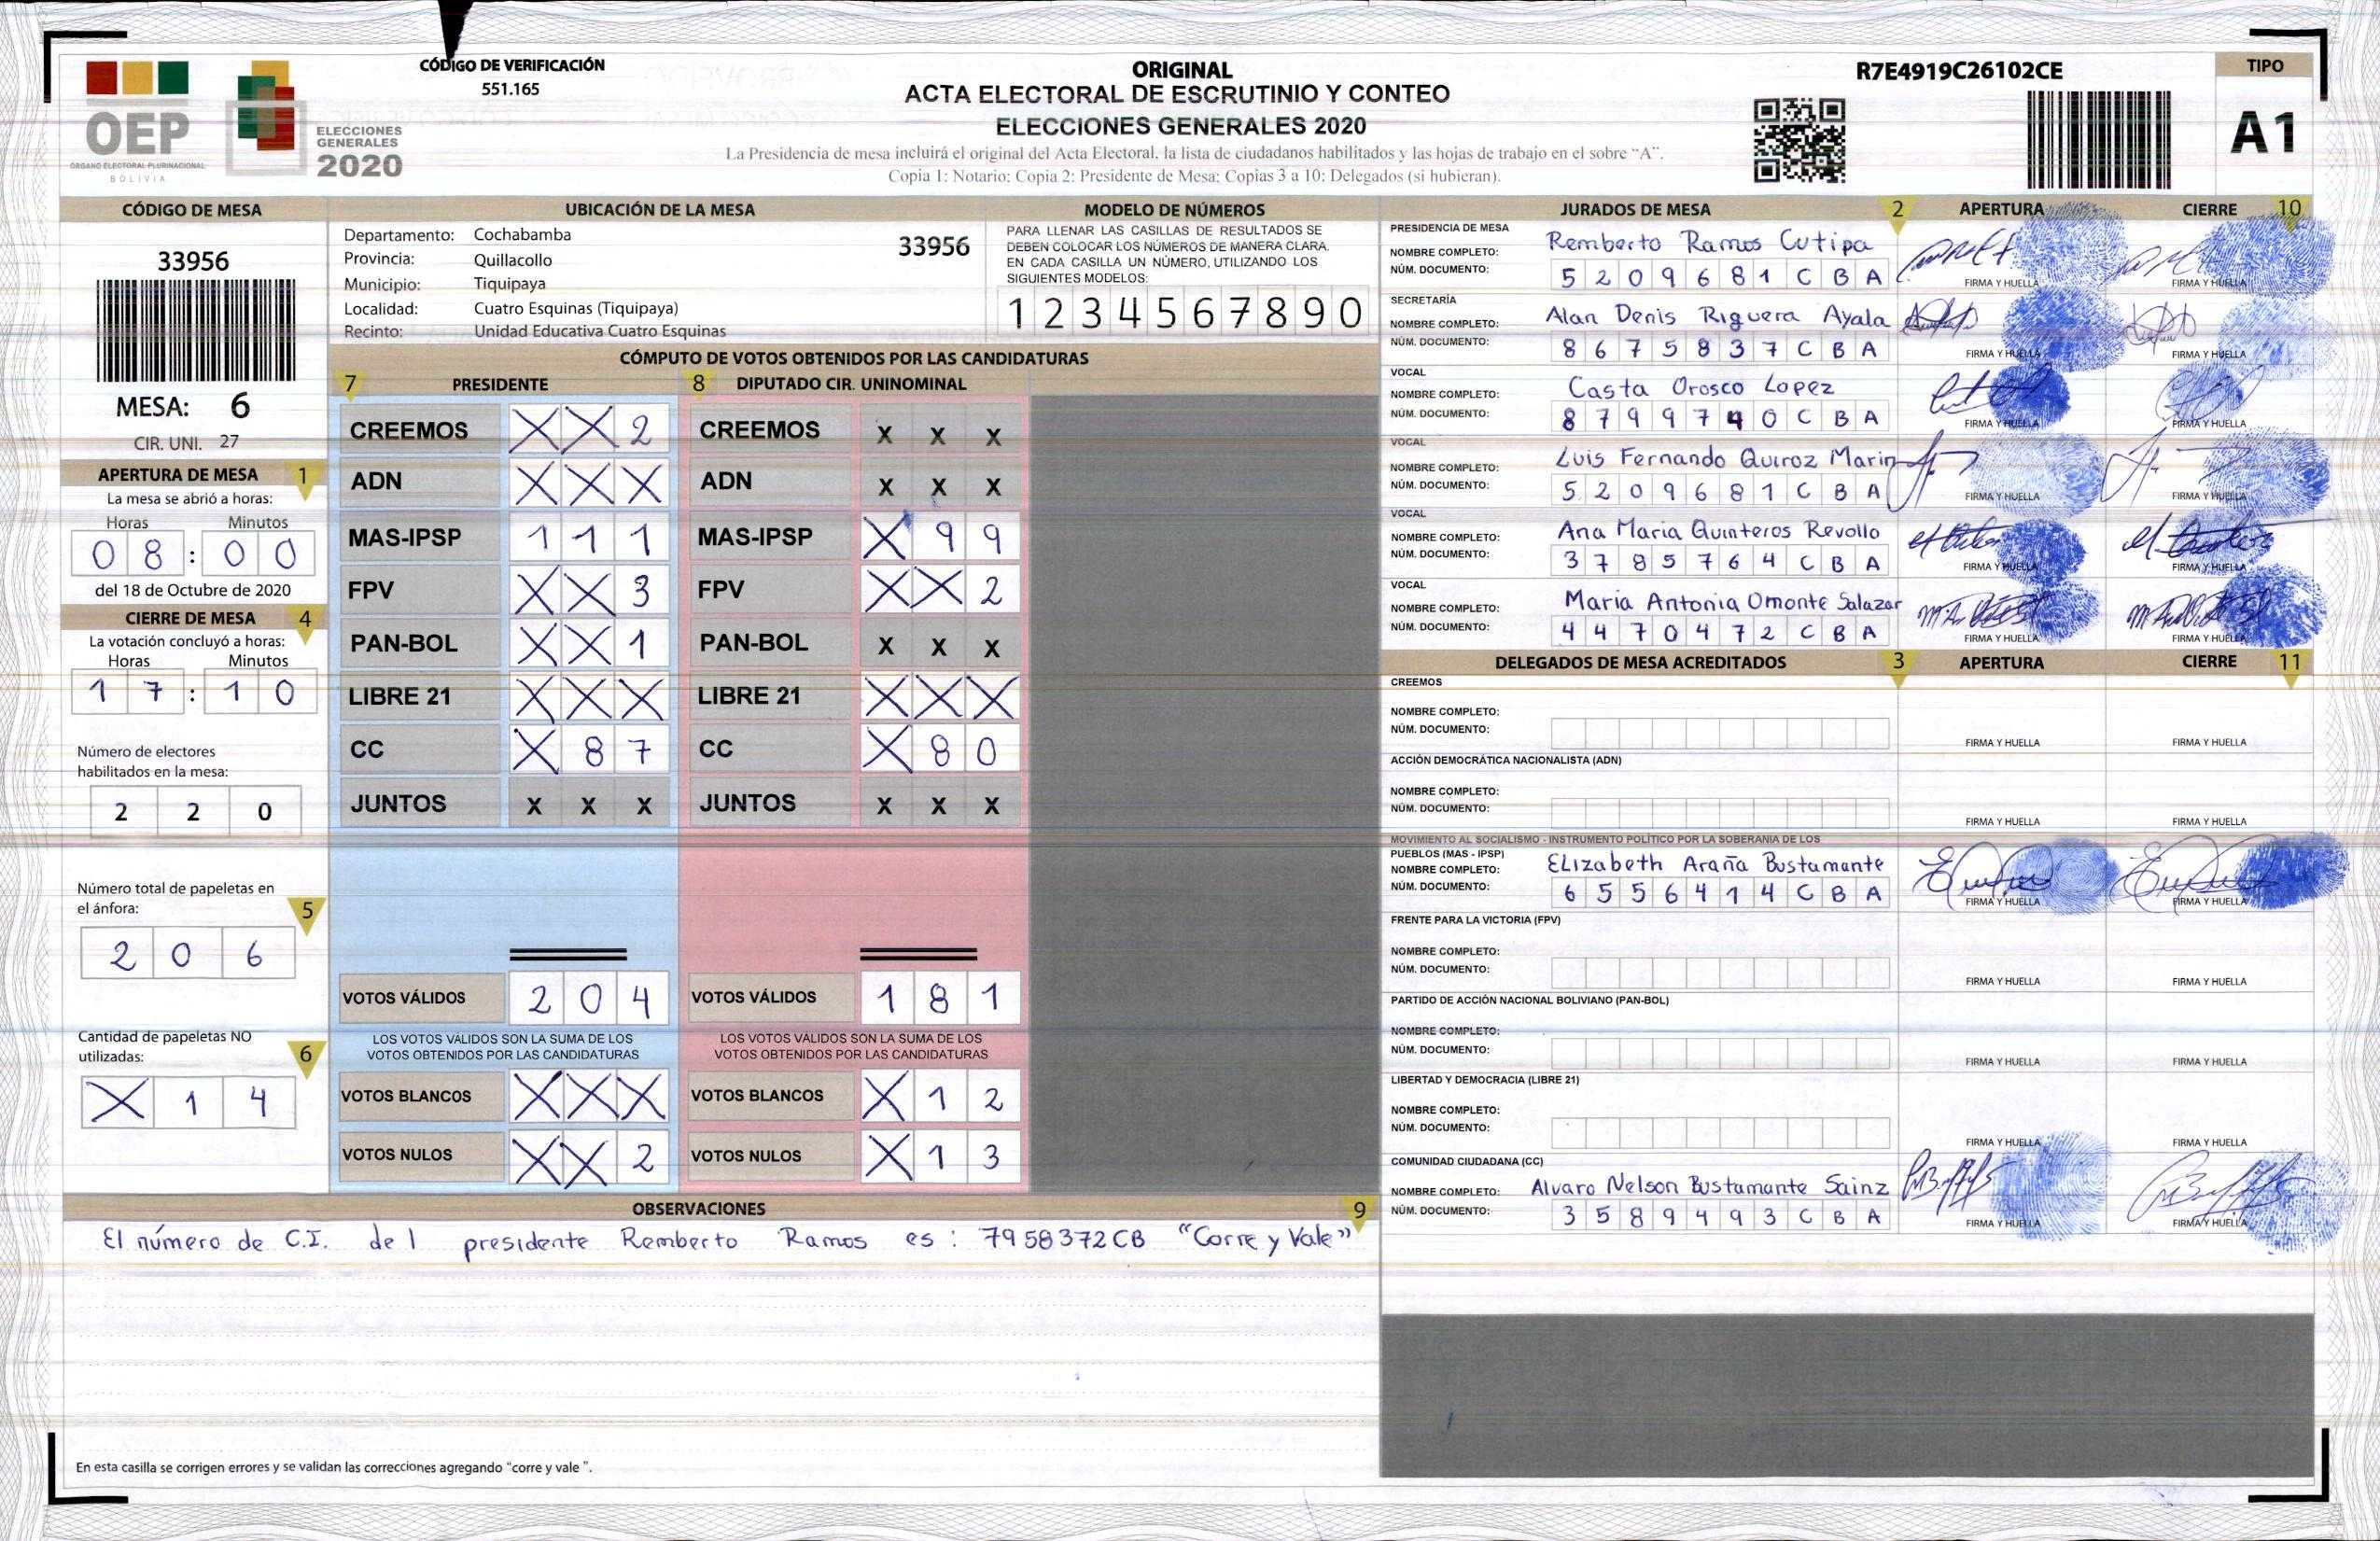 CÓDIGO DE VERIFICACIÓN
551.165
OEP
ÓRGANO ELECTORAL PLURINACIONAL
BOLIVIA
ELECCIONES
GENERALES
2020
ORIGINAL
ACTA ELECTORAL DE ESCRUTINIO Y CONTEO
ELECCIONES GENERALES 2020
La Presidencia de mesa incluirá el original del Acta Electoral, la lista de ciudadanos habilitados y las hojas de trabajo en el sobre “A”.
Copia 1: Notario; Copia 2: Presidente de Mesa; Copias 3 a 10: Delegados (si hubieran).
R7E4919C26102CE
TIPO
A1
CÓDIGO DE MESA
33956
MESA: 6
CIR. UNI. 27
APERTURA DE MESA 1
La mesa se abrió a horas:
Horas Minutos
0 8 : 0 0
del 18 de Octubre de 2020
CIERRE DE MESA 4
La votación concluyó a horas:
Horas Minutos
1 7 : 1 0
Número de electores
habilitados en la mesa:
2 2 0
Número total de papeletas en
el ánfora: 5
2 0 6
Cantidad de papeletas NO
utilizadas: 6
X 1 4
UBICACIÓN DE LA MESA
Departamento: Cochabamba 33956
Provincia: Quillacollo
Municipio: Tiquipaya
Localidad: Cuatro Esquinas (Tiquipaya)
Recinto: Unidad Educativa Cuatro Esquinas
MODELO DE NÚMEROS
PARA LLENAR LAS CASILLAS DE RESULTADOS SE
DEBEN COLOCAR LOS NÚMEROS DE MANERA CLARA.
EN CADA CASILLA UN NÚMERO, UTILIZANDO LOS
SIGUIENTES MODELOS:
1 2 3 4 5 6 7 8 9 0
CÓMPUTO DE VOTOS OBTENIDOS POR LAS CANDIDATURAS
7 PRESIDENTE 8 DIPUTADO CIR. UNINOMINAL
CREEMOS X X 2 CREEMOS X X X
ADN X X X ADN X X X
MAS-IPSP 1 1 1 MAS-IPSP X 9 9
FPV X X 3 FPV X X 2
PAN-BOL X X 1 PAN-BOL X X X
LIBRE 21 X X X LIBRE 21 X X X
CC X 8 7 CC X 8 0
JUNTOS X X X JUNTOS X X X
VOTOS VÁLIDOS 2 0 4 VOTOS VÁLIDOS 1 8 1
LOS VOTOS VÁLIDOS SON LA SUMA DE LOS LOS VOTOS VALIDOS SON LA SUMA DE LOS
VOTOS OBTENIDOS POR LAS CANDIDATURAS VOTOS OBTENIDOS POR LAS CANDIDATURAS
VOTOS BLANCOS X X X VOTOS BLANCOS X 1 2
VOTOS NULOS X X 2 VOTOS NULOS X 1 3
OBSERVACIONES 9
El número de C.I. del presidente Remberto Ramos es : 7958372CB “Corre y Vale”
En esta casilla se corrigen errores y se validan las correcciones agregando “corre y vale ”.
JURADOS DE MESA 2 APERTURA CIERRE 10
PRESIDENCIA DE MESA
NOMBRE COMPLETO: Remberto Ramos Cutipa
NÚM. DOCUMENTO: 5 2 0 9 6 8 1 C B A FIRMA Y HUELLA FIRMA Y HUELLA
SECRETARÍA
NOMBRE COMPLETO: Alan Denis Riguera Ayala
NÚM. DOCUMENTO: 8 6 7 5 8 3 7 C B A FIRMA Y HUELLA FIRMA Y HUELLA
VOCAL
NOMBRE COMPLETO: Casta Orosco Lopez
NÚM. DOCUMENTO: 8 7 9 9 7 4 0 C B A FIRMA Y HUELLA FIRMA Y HUELLA
VOCAL
NOMBRE COMPLETO: Luis Fernando Quiroz Marin
NÚM. DOCUMENTO: 5 2 0 9 6 8 1 C B A FIRMA Y HUELLA FIRMA Y HUELLA
VOCAL
NOMBRE COMPLETO: Ana Maria Quinteros Revollo
NÚM. DOCUMENTO: 3 7 8 5 7 6 4 C B A FIRMA Y HUELLA FIRMA Y HUELLA
VOCAL
NOMBRE COMPLETO: Maria Antonia Omonte Salazar
NÚM. DOCUMENTO: 4 4 7 0 4 7 2 C B A FIRMA Y HUELLA FIRMA Y HUELLA
DELEGADOS DE MESA ACREDITADOS 3 APERTURA CIERRE 11
CREEMOS
NOMBRE COMPLETO:
NÚM. DOCUMENTO: FIRMA Y HUELLA FIRMA Y HUELLA
ACCIÓN DEMOCRÁTICA NACIONALISTA (ADN)
NOMBRE COMPLETO:
NÚM. DOCUMENTO: FIRMA Y HUELLA FIRMA Y HUELLA
MOVIMIENTO AL SOCIALISMO - INSTRUMENTO POLÍTICO POR LA SOBERANIA DE LOS
PUEBLOS (MAS - IPSP)
NOMBRE COMPLETO: ELizabeth Araña Bustamante
NÚM. DOCUMENTO: 6 5 5 6 4 1 4 C B A FIRMA Y HUELLA FIRMA Y HUELLA
FRENTE PARA LA VICTORIA (FPV)
NOMBRE COMPLETO:
NÚM. DOCUMENTO: FIRMA Y HUELLA FIRMA Y HUELLA
PARTIDO DE ACCIÓN NACIONAL BOLIVIANO (PAN-BOL)
NOMBRE COMPLETO:
NÚM. DOCUMENTO: FIRMA Y HUELLA FIRMA Y HUELLA
LIBERTAD Y DEMOCRACIA (LIBRE 21)
NOMBRE COMPLETO:
NÚM. DOCUMENTO: FIRMA Y HUELLA FIRMA Y HUELLA
COMUNIDAD CIUDADANA (CC)
NOMBRE COMPLETO: Alvaro Nelson Bustamante Sainz
NÚM. DOCUMENTO: 3 5 8 9 4 9 3 C B A FIRMA Y HUELLA FIRMA Y HUELLA